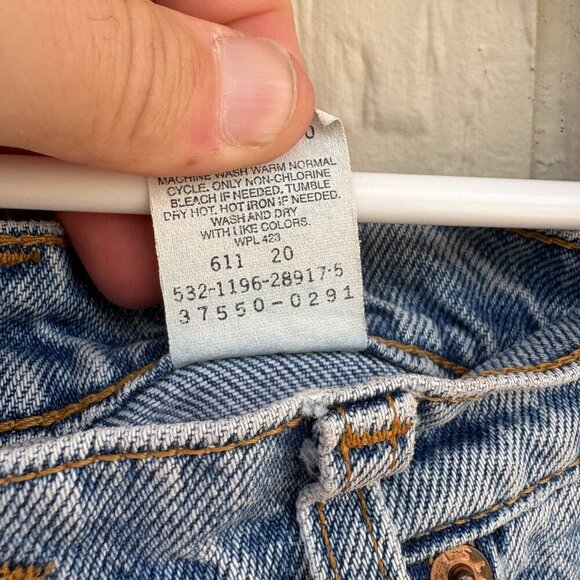 0
MACHINE WASH WARM NORMAL
CYCLE. ONLY NON-CHLORINE
BLEACH IF NEEDED. TUMBLE
DRY HOT. HOT IRON IF NEEDED.
WASH AND DRY
WITH LIKE COLORS.
WPL 423
611 20
532-1196-28917-5
37550-0291